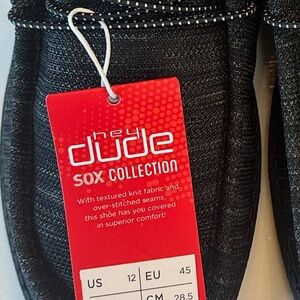 hey
dude
SOX COLLECTION
With textured knit fabric and
over-stitched seams,
this shoe has you covered
in superior comfort!
US 12 EU 45
CM 28.5